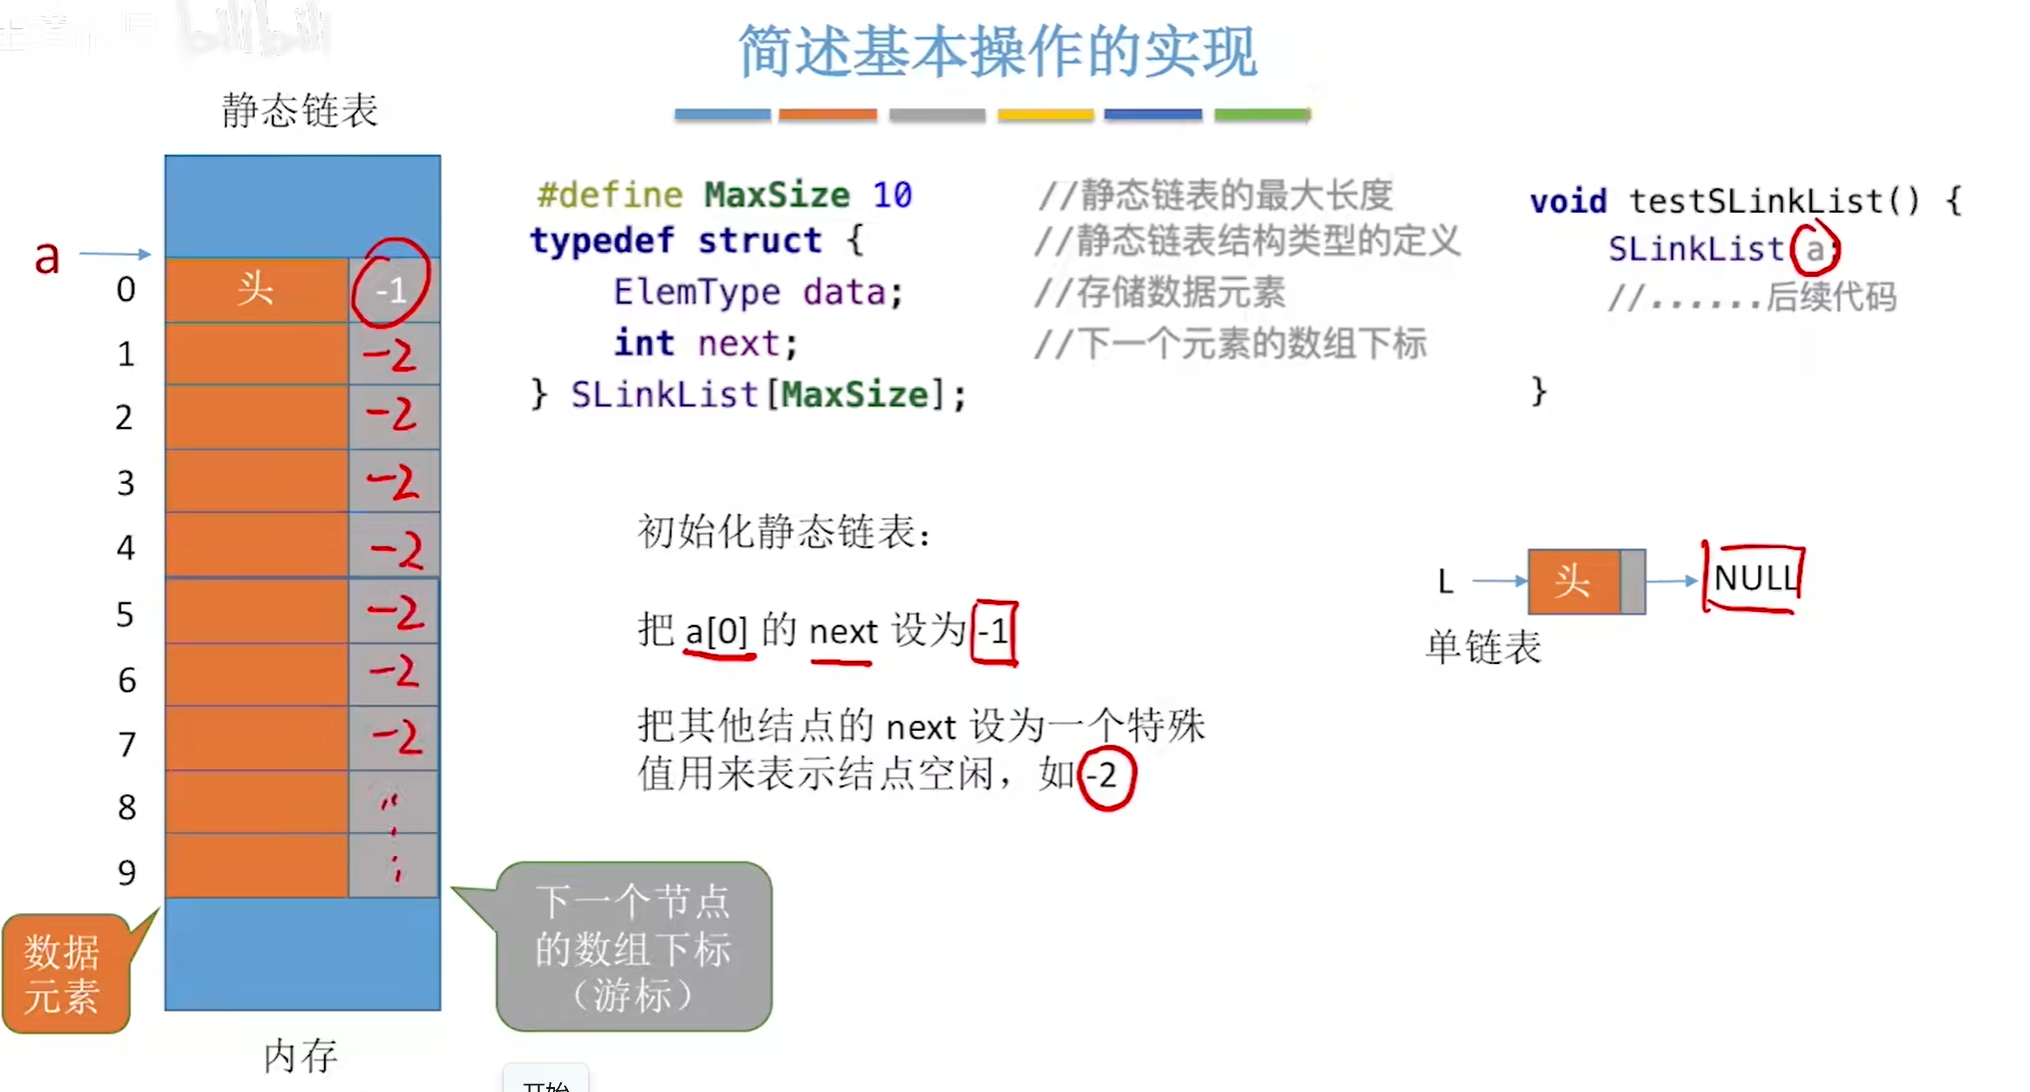 bilibili
简述基本操作的实现
静态链表
a
0 头 -1
1 -2
2 -2
3 -2
4 -2
5 -2
6 -2
7 -2
8
9
数据
元素
下一个节点
的数组下标
（游标）
内存
#define MaxSize 10 //静态链表的最大长度
typedef struct { //静态链表结构类型的定义
ElemType data; //存储数据元素
int next; //下一个元素的数组下标
} SLinkList[MaxSize];
void testSLinkList() {
SLinkList a;
//......后续代码
}
初始化静态链表：
把 a[0] 的 next 设为 -1
把其他结点的 next 设为一个特殊
值用来表示结点空闲，如 -2
L 头 NULL
单链表
开始